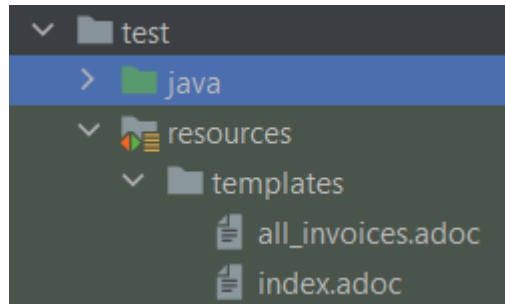 test
java
resources
templates
all_invoices.adoc
index.adoc